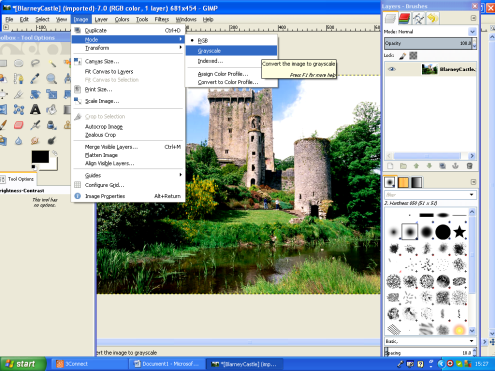 *[BlarneyCastle] (imported)-7.0 (RGB color, 1 layer) 681x454 - GIMP
File Edit Select View Image Layer Colors Tools Filters Windows Help
Toolbox - Tool Options
Duplicate Ctrl+D
Mode
Transform
Canvas Size...
Fit Canvas to Layers
Fit Canvas to Selection
Print Size...
Scale Image...
Crop to Selection
Autocrop Image
Zealous Crop
Merge Visible Layers... Ctrl+M
Flatten Image
Align Visible Layers...
Guides
Configure Grid...
Image Properties Alt+Return
RGB
Grayscale
Indexed...
Assign Color Profile...
Convert to Color Profile...
Convert the image to grayscale
Press F1 for more help
Tool Options
Brightness-Contrast
This tool has
no options.
Layers - Brushes
Mode: Normal
Opacity 100.0
Lock:
BlarneyCastle.
2. Hardness 050 (51 x 51)
Basic,
Spacing 10.0
ert the image to grayscale
start
3Connect
Document1 - Microsof...
*[BlarneyCastle] (imp...
15:27